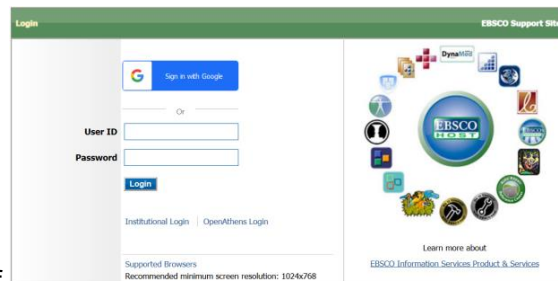 Login
EBSCO Support Site
Sign in with Google
Or
User ID
Password
Login
Institutional Login | OpenAthens Login
Supported Browsers
Recommended minimum screen resolution: 1024x768
DynaMed
EBSCO
HOST
Learn more about
EBSCO Information Services Product & Services